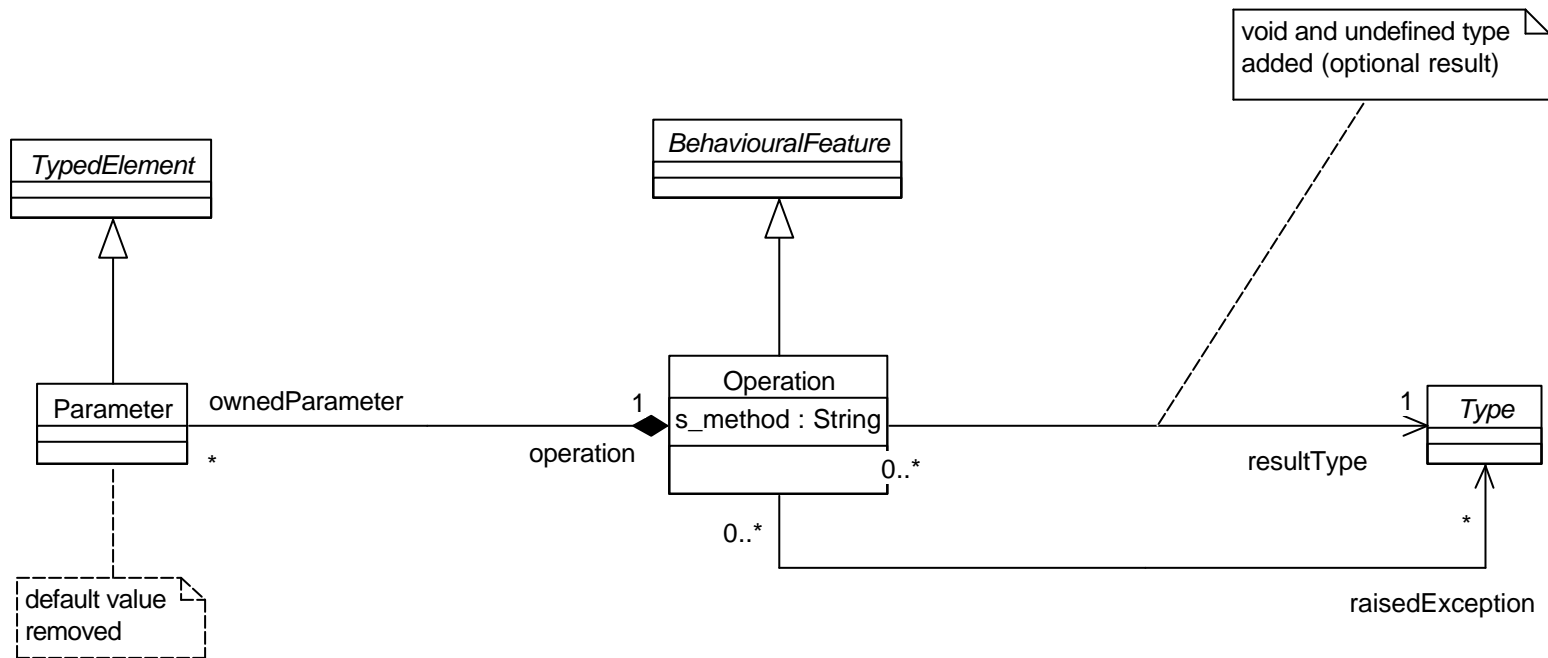 void and undefined type
added (optional result)
TypedElement
BehaviouralFeature
Parameter
ownedParameter
*
1
operation
Operation
s_method : String
0..*
1
resultType
Type
0..*
*
raisedException
default value
removed